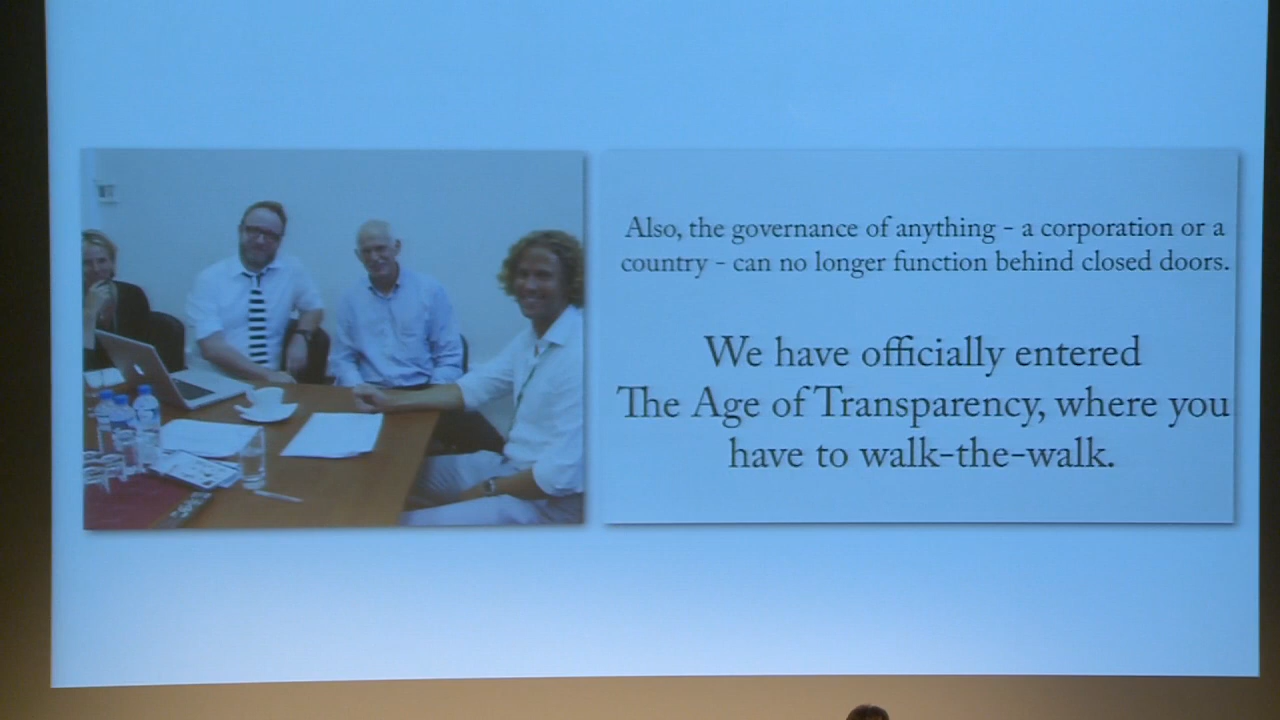 Also, the governance of anything - a corporation or a
country - can no longer function behind closed doors.
We have officially entered
The Age of Transparency, where you
have to walk-the-walk.